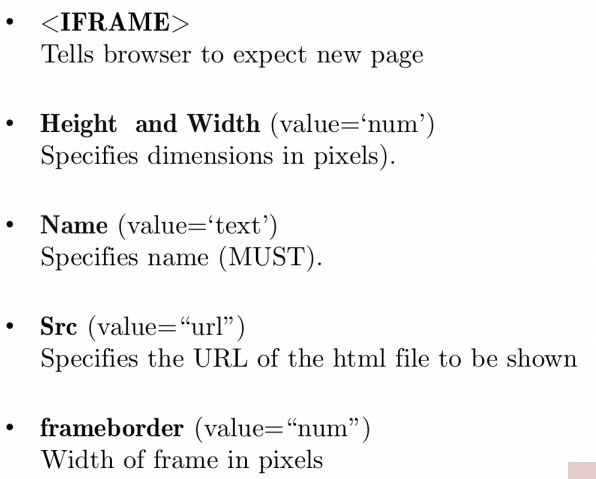 • <IFRAME>
Tells browser to expect new page
• Height and Width (value=‘num’)
Specifies dimensions in pixels).
• Name (value=‘text’)
Specifies name (MUST).
• Src (value=“url”)
Specifies the URL of the html file to be shown
• frameborder (value=“num”)
Width of frame in pixels